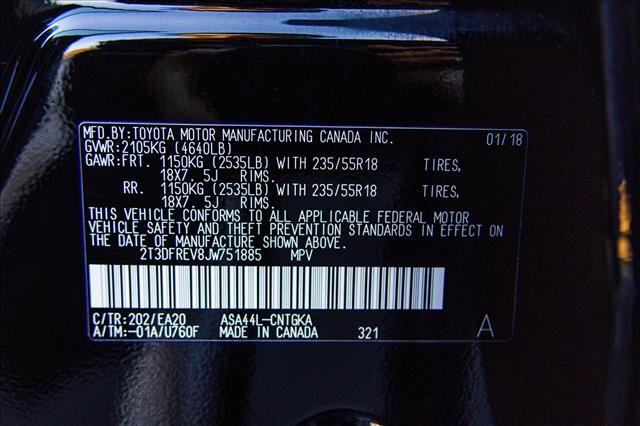 MFD.BY:TOYOTA MOTOR MANUFACTURING CANADA INC. 01/18
GVWR:2105KG (4640LB)
GAWR:FRT. 1150KG (2535LB) WITH 235/55R18 TIRES,
18X7. 5J RIMS.
RR. 1150KG (2535LB) WITH 235/55R18 TIRES,
18X7. 5J RIMS.
THIS VEHICLE CONFORMS TO ALL APPLICABLE FEDERAL MOTOR
VEHICLE SAFETY AND THEFT PREVENTION STANDARDS IN EFFECT ON
THE DATE OF MANUFACTURE SHOWN ABOVE.
2T3DFREV8JW751885 MPV
C/TR:202/EA20 ASA44L-CNTGKA
A/TM:-01A/U760F MADE IN CANADA 321 A